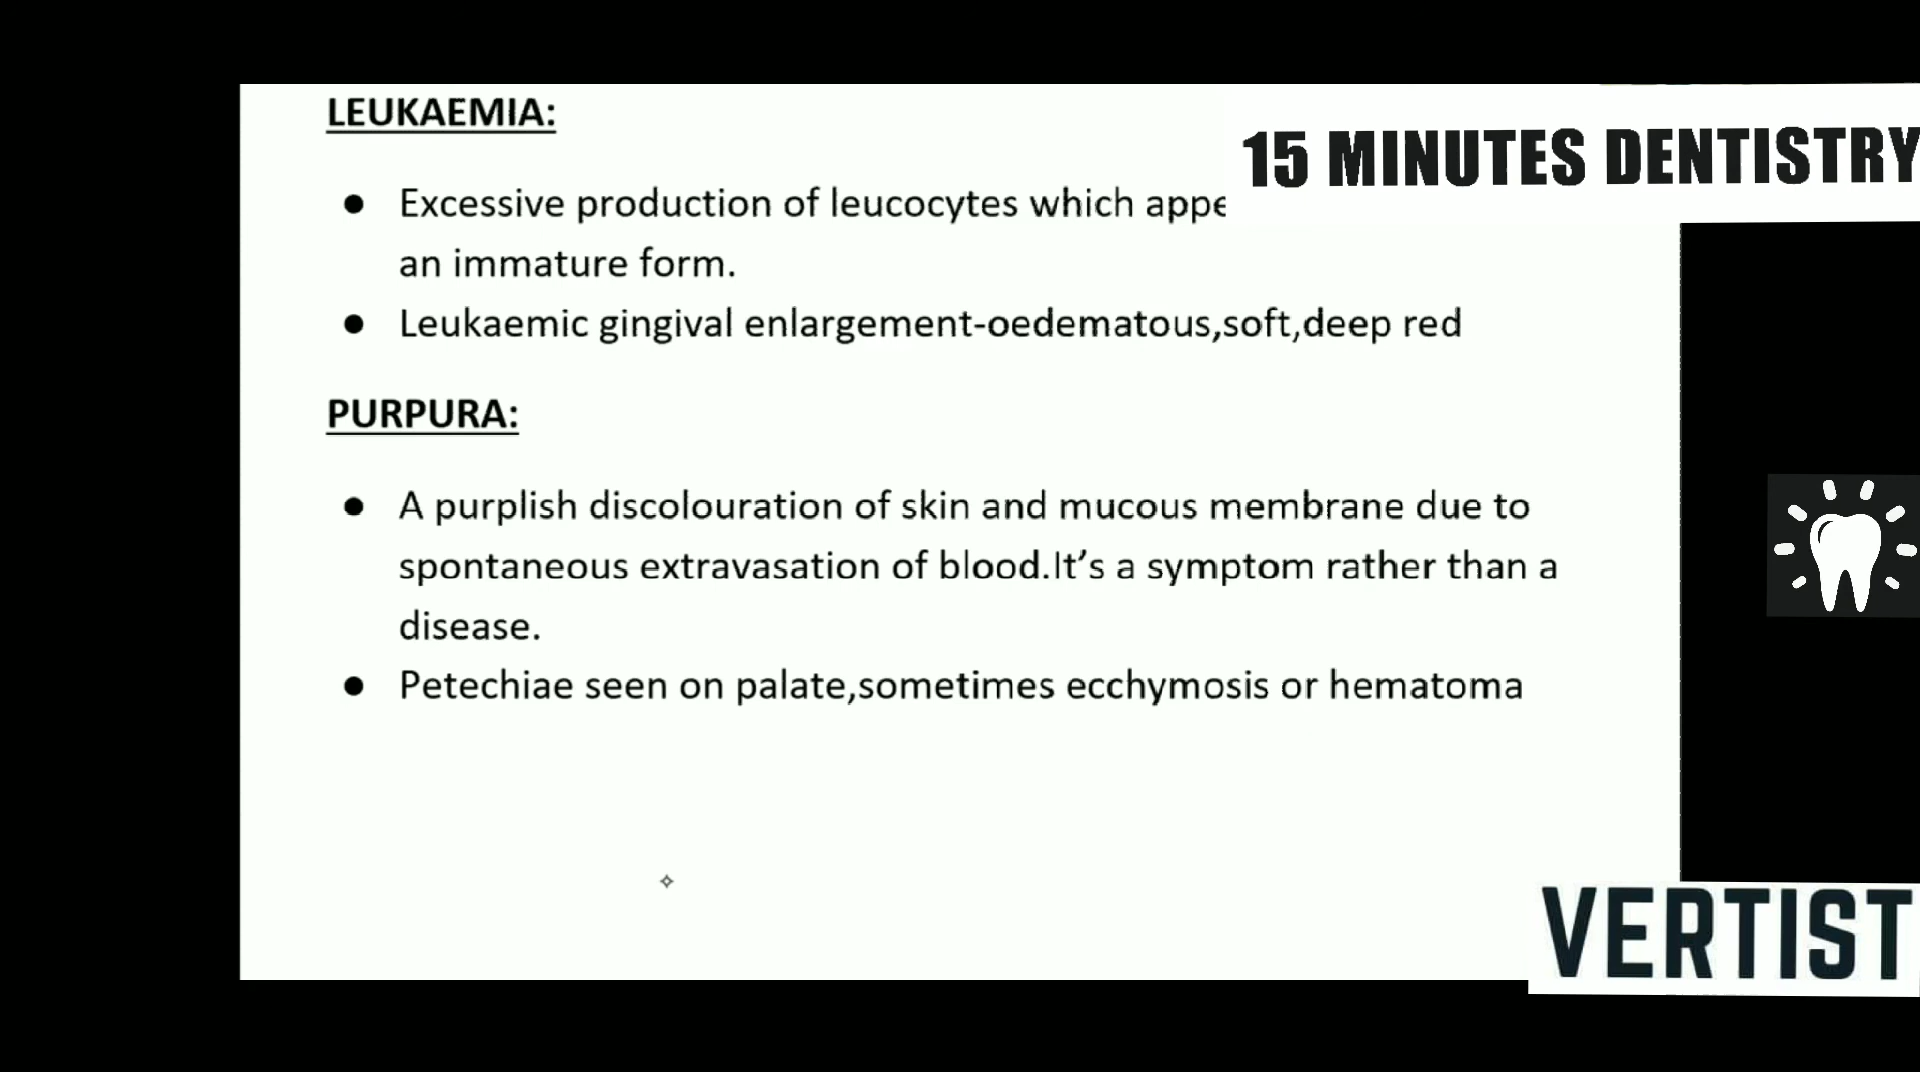 LEUKAEMIA:
15 MINUTES DENTISTRY
● Excessive production of leucocytes which
an immature form.
● Leukaemic gingival enlargement-oedematous,soft,deep red
PURPURA:
● A purplish discolouration of skin and mucous membrane due to
spontaneous extravasation of blood.It's a symptom rather than a
disease.
● Petechiae seen on palate,sometimes ecchymosis or hematoma
VERTIST